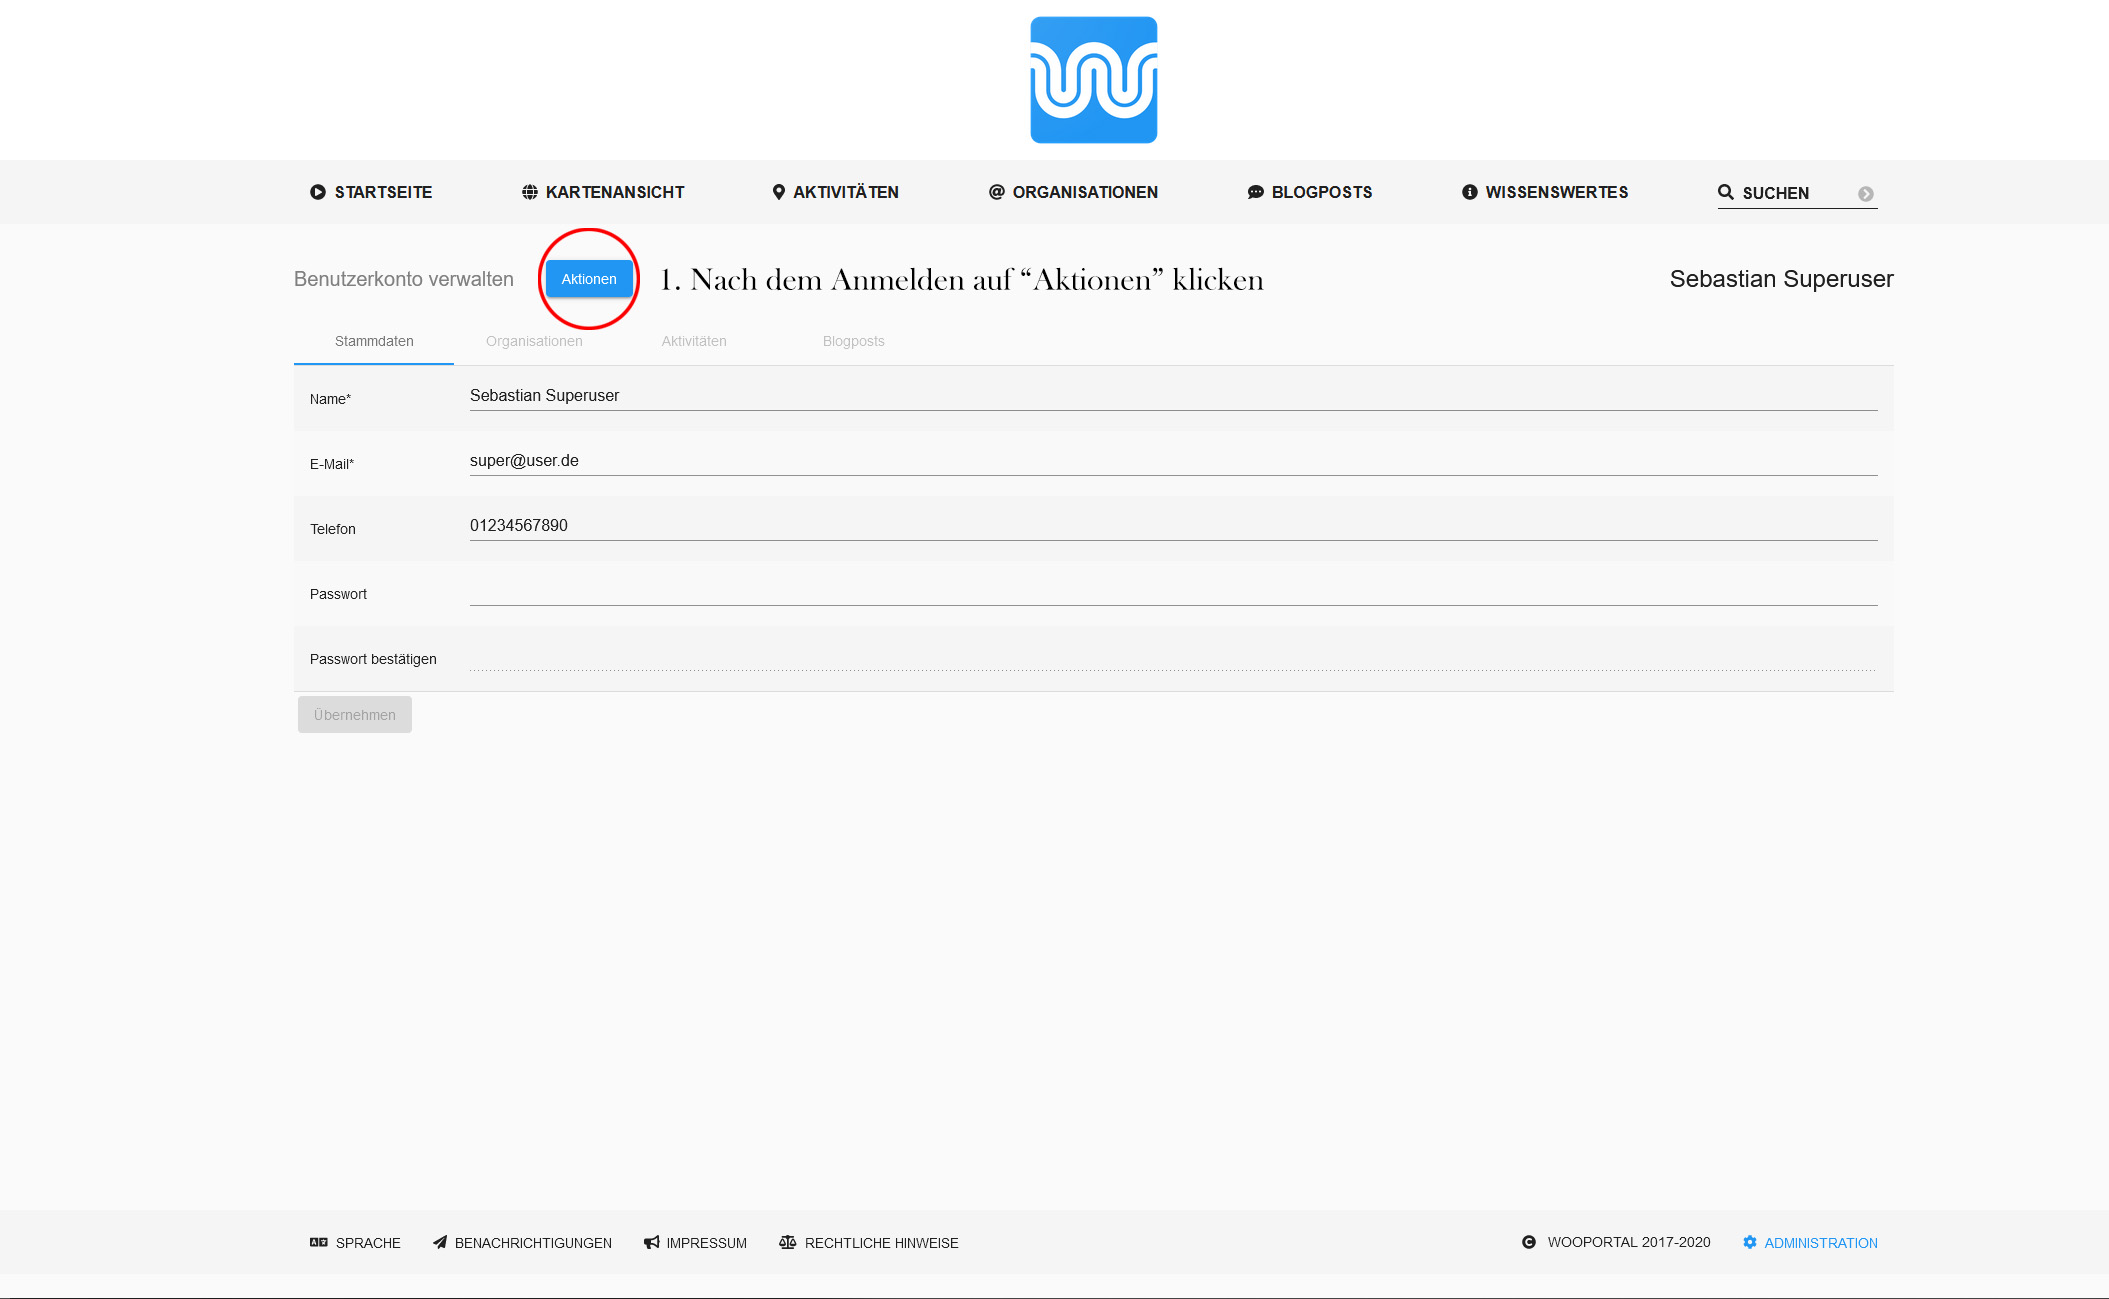 STARTSEITE KARTENANSICHT AKTIVITÄTEN ORGANISATIONEN BLOGPOSTS WISSENSWERTES SUCHEN
Benutzerkonto verwalten Aktionen 1. Nach dem Anmelden auf “Aktionen” klicken Sebastian Superuser
Stammdaten Organisationen Aktivitäten Blogposts
Name* Sebastian Superuser
E-Mail* super@user.de
Telefon 01234567890
Passwort
Passwort bestätigen
Übernehmen
SPRACHE BENACHRICHTIGUNGEN IMPRESSUM RECHTLICHE HINWEISE WOOPORTAL 2017-2020 ADMINISTRATION